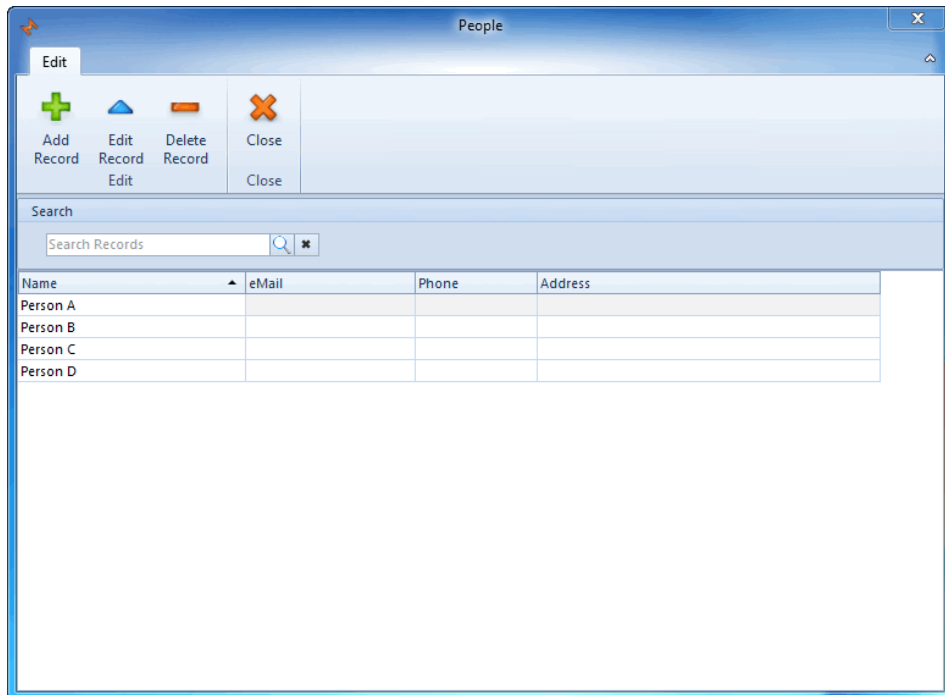 People
Edit
Add Record
Edit Record
Delete Record
Close
Edit
Close
Search
Search Records
Name eMail Phone Address
Person A
Person B
Person C
Person D